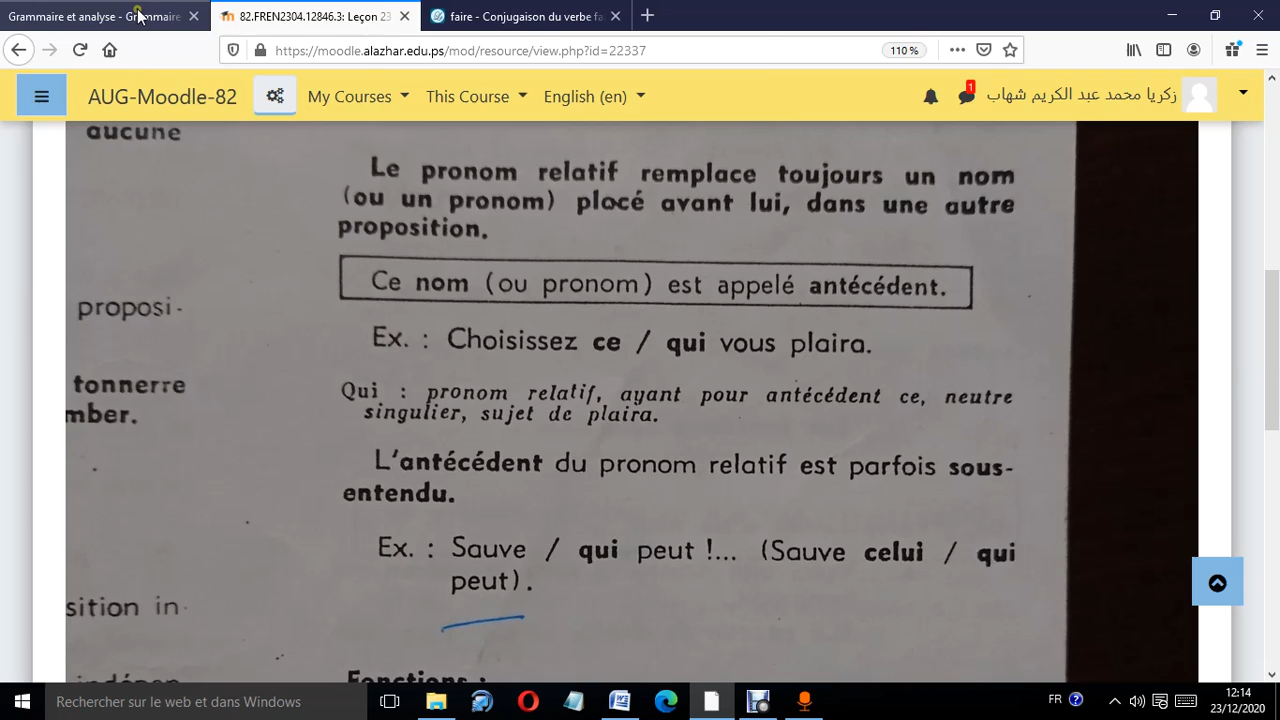 Grammaire et analyse - Grammaire
82.FREN2304.12846.3: Leçon 23
faire - Conjugaison du verbe fa
https://moodle.alazhar.edu.ps/mod/resource/view.php?id=22337
110 %
AUG-Moodle-82
My Courses
This Course
English (en)
1
زكريا محمد عبد الكريم شهاب
aucune
Le pronom relatif remplace toujours un nom
(ou un pronom) placé avant lui, dans une autre
proposition.
Ce nom (ou pronom) est appelé antécédent.
proposi-
Ex. : Choisissez ce / qui vous plaira.
tonnerre
Qui : pronom relatif, ayant pour antécédent ce, neutre
mber.
singulier, sujet de plaira.
L'antécédent du pronom relatif est parfois sous-
entendu.
Ex. : Sauve / qui peut !... (Sauve celui / qui
peut).
sition in-
Fonctions :
Rechercher sur le web et dans Windows
FR
12:14
23/12/2020